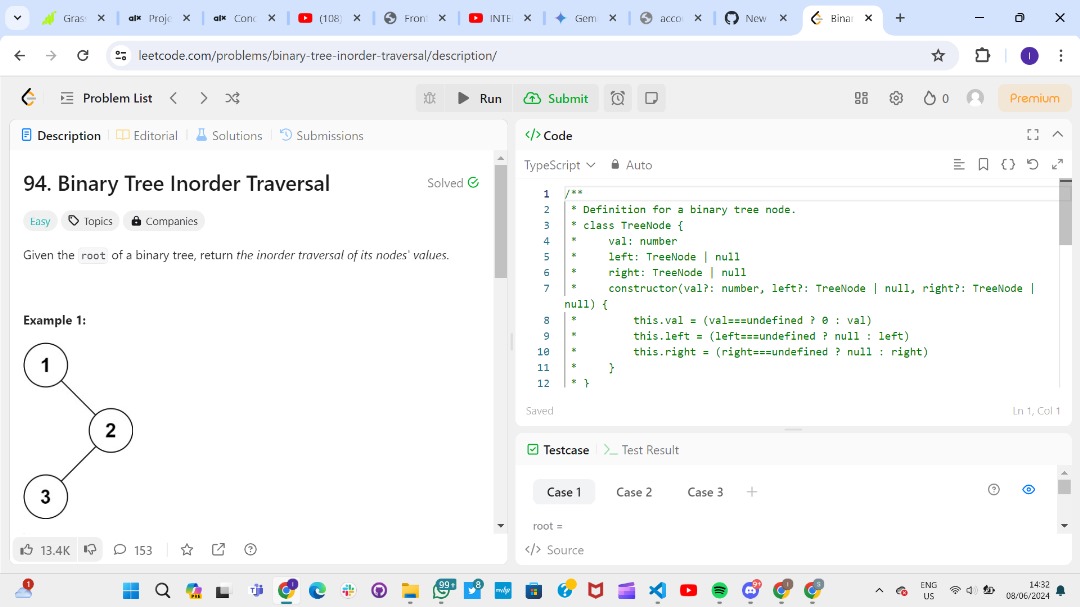 Grass
alx Proj
alx Conc
(108)
Fron
INTE
Gem
acco
New
Bina
leetcode.com/problems/binary-tree-inorder-traversal/description/
I
Problem List
Run
Submit
0
Premium
Description
Editorial
Solutions
Submissions
94. Binary Tree Inorder Traversal
Solved
Easy
Topics
Companies
Given the root of a binary tree, return the inorder traversal of its nodes' values.
Example 1:
1
2
3
13.4K
153
</> Code
TypeScript
Auto
1 /**
2 * Definition for a binary tree node.
3 * class TreeNode {
4 *     val: number
5 *     left: TreeNode | null
6 *     right: TreeNode | null
7 *     constructor(val?: number, left?: TreeNode | null, right?: TreeNode |
null) {
8 *         this.val = (val===undefined ? 0 : val)
9 *         this.left = (left===undefined ? null : left)
10 *         this.right = (right===undefined ? null : right)
11 *     }
12 * }
Saved
Ln 1, Col 1
Testcase
Test Result
Case 1
Case 2
Case 3
root =
</> Source
1
99+
8
9+
ENG
US
14:32
08/06/2024